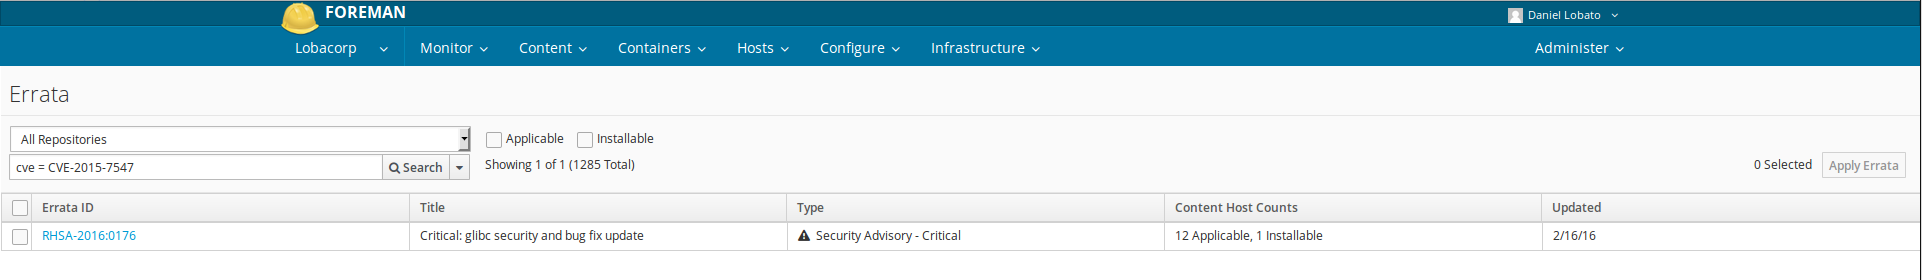 FOREMAN
Daniel Lobato
Lobacorp Monitor Content Containers Hosts Configure Infrastructure Administer
Errata
All Repositories Applicable Installable
cve = CVE-2015-7547 Search Showing 1 of 1 (1285 Total) 0 Selected Apply Errata
Errata ID Title Type Content Host Counts Updated
RHSA-2016:0176 Critical: glibc security and bug fix update Security Advisory - Critical 12 Applicable, 1 Installable 2/16/16